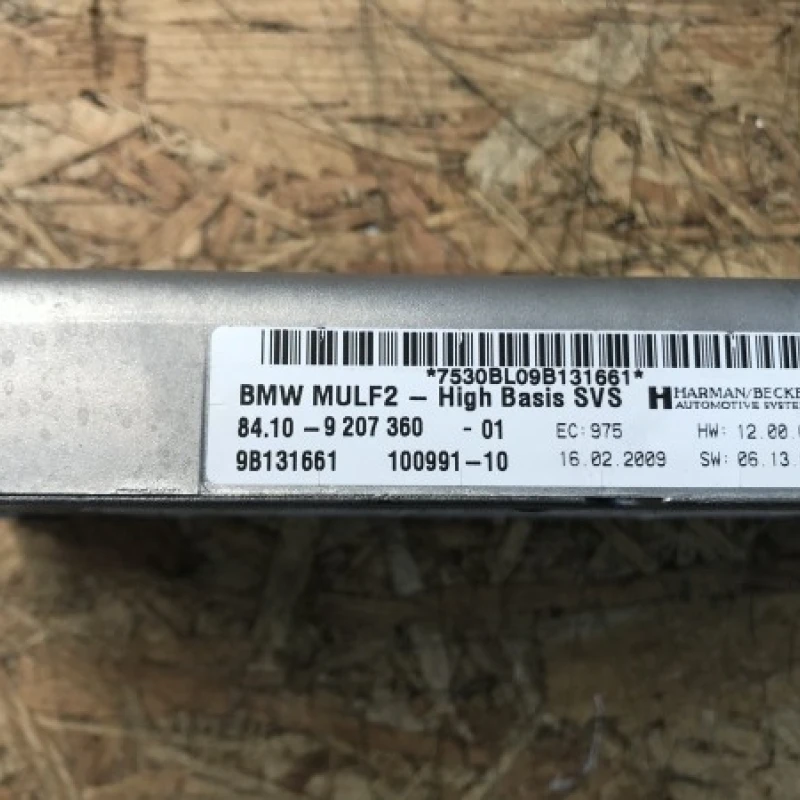 *7530BL09B131661*
BMW MULF2 – High Basis SVS HARMAN/BECKE
AUTOMOTIVE SYSTE
84.10 – 9 207 360 - 01 EC: 975 HW: 12.00.
9B131661 100991–10 16.02.2009 SW: 06.13.